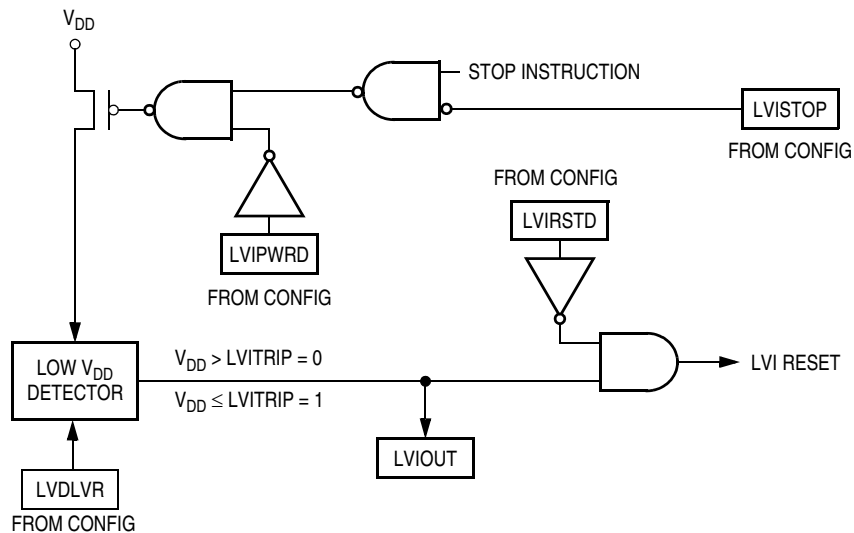 VDD
STOP INSTRUCTION
LVISTOP
FROM CONFIG
FROM CONFIG
LVIRSTD
LVIPWRD
FROM CONFIG
LOW VDD
DETECTOR
VDD > LVITRIP = 0
VDD ≤ LVITRIP = 1
LVI RESET
LVIOUT
LVDLVR
FROM CONFIG